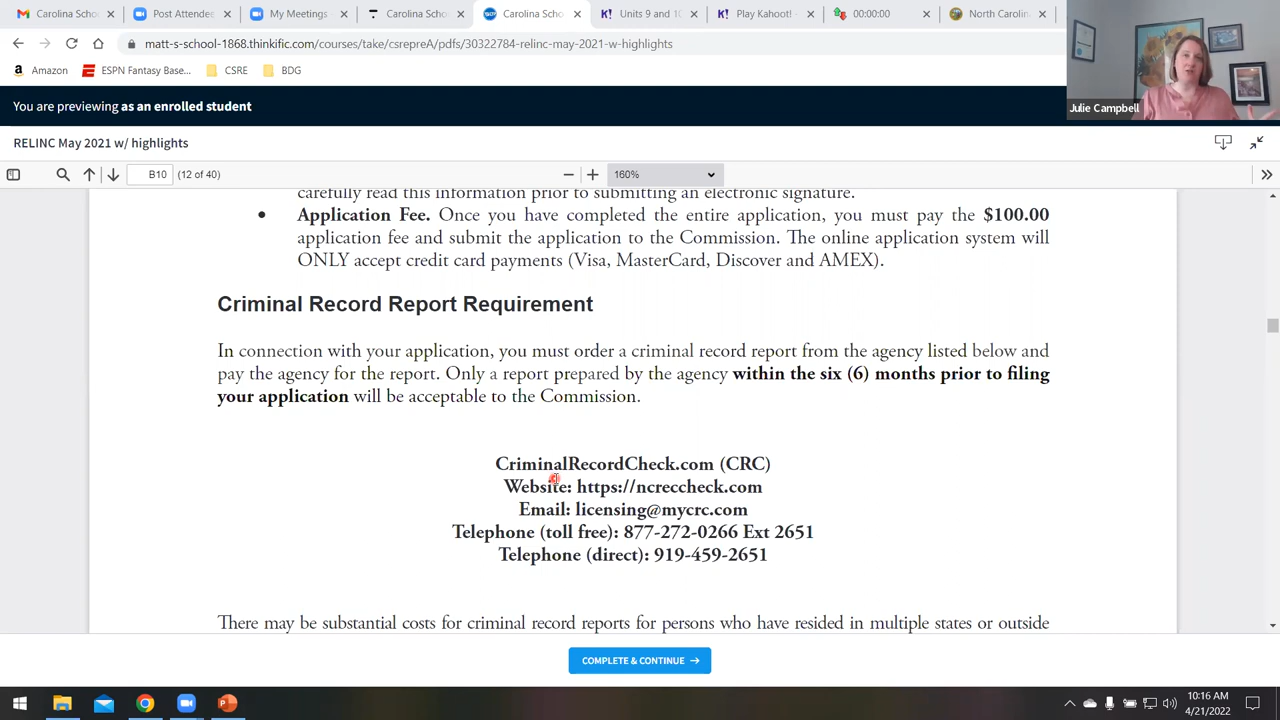 Carolina Scho
Post Attendee
My Meetings -
Carolina Scho
Carolina Scho
Units 9 and 10
Play Kahoot! -
00:00:00
North Carolin
matt-s-school-1868.thinkific.com/courses/take/csrepreA/pdfs/30322784-relinc-may-2021-w-highlights
Amazon
ESPN Fantasy Base...
CSRE
BDG
Julie Campbell
You are previewing as an enrolled student
RELINC May 2021 w/ highlights
B10 (12 of 40)
160%
carefully read this information prior to submitting an electronic signature.
• Application Fee. Once you have completed the entire application, you must pay the $100.00
application fee and submit the application to the Commission. The online application system will
ONLY accept credit card payments (Visa, MasterCard, Discover and AMEX).
Criminal Record Report Requirement
In connection with your application, you must order a criminal record report from the agency listed below and
pay the agency for the report. Only a report prepared by the agency within the six (6) months prior to filing
your application will be acceptable to the Commission.
CriminalRecordCheck.com (CRC)
Website: https://ncreccheck.com
Email: licensing@mycrc.com
Telephone (toll free): 877-272-0266 Ext 2651
Telephone (direct): 919-459-2651
There may be substantial costs for criminal record reports for persons who have resided in multiple states or outside
COMPLETE & CONTINUE →
10:16 AM
4/21/2022